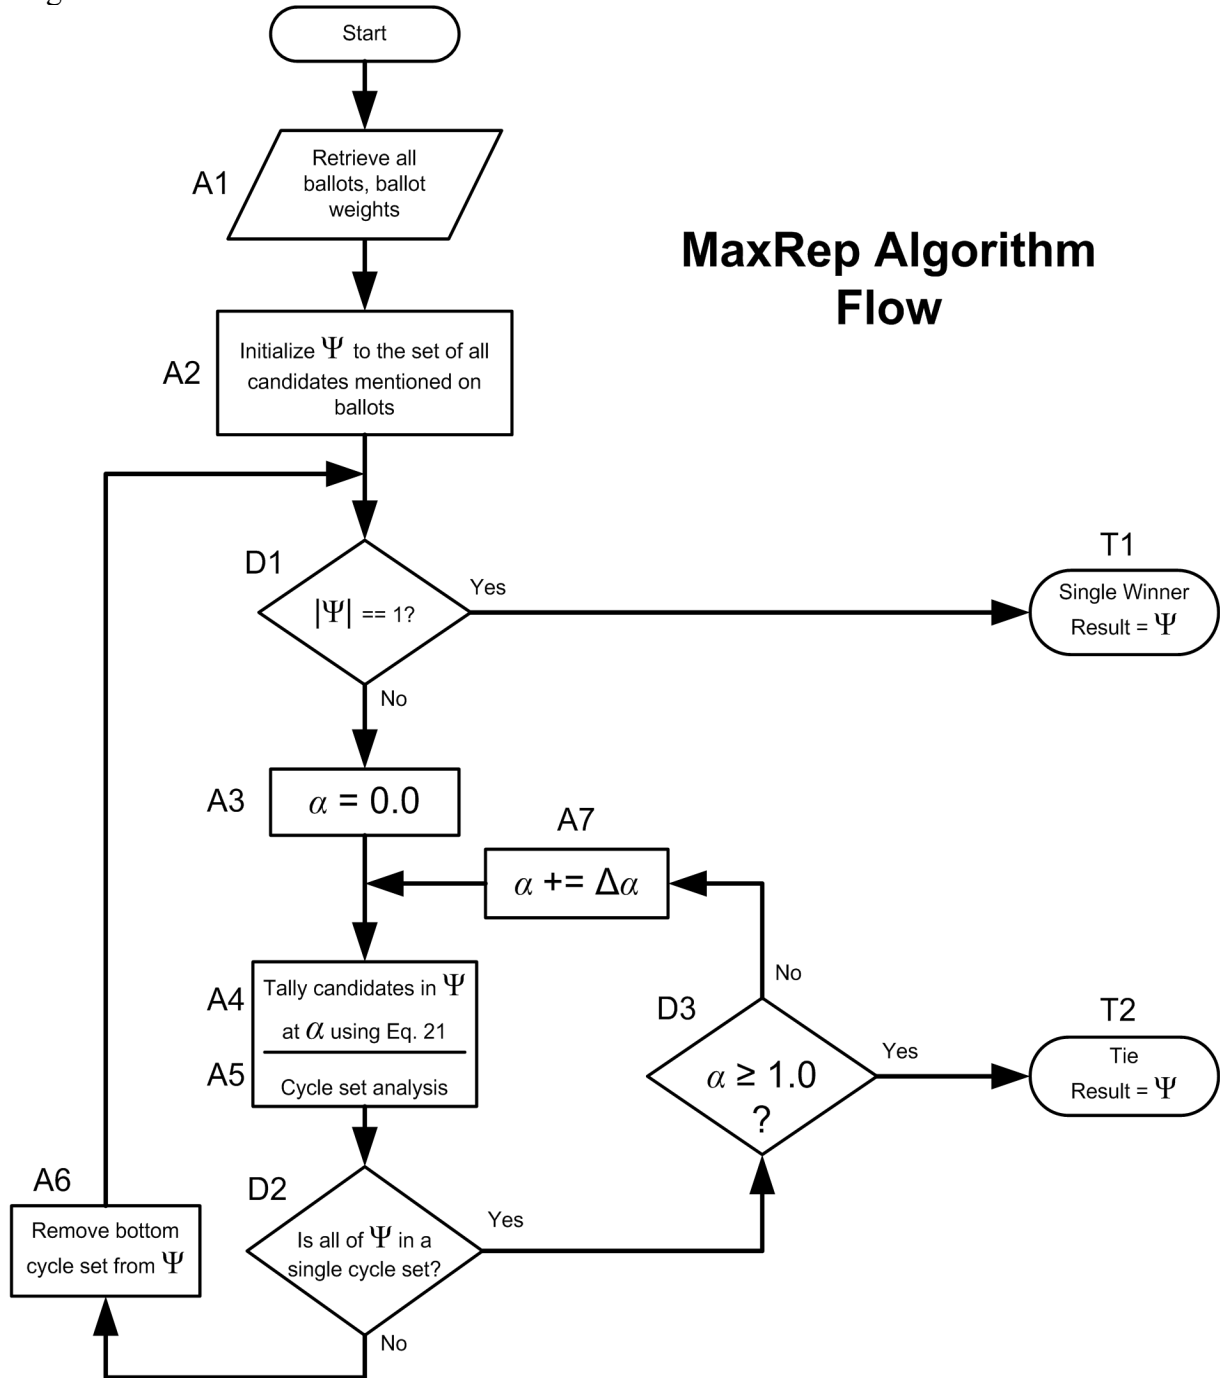 Start
A1
Retrieve all
ballots, ballot
weights
MaxRep Algorithm
Flow
A2
Initialize Ψ to the set of all
candidates mentioned on
ballots
D1
|Ψ| == 1?
Yes
No
T1
Single Winner
Result = Ψ
A3
α = 0.0
A7
α += Δα
A4
Tally candidates in Ψ
at α using Eq. 21
A5
Cycle set analysis
D3
α ≥ 1.0
?
No
Yes
T2
Tie
Result = Ψ
D2
Is all of Ψ in a
single cycle set?
Yes
No
A6
Remove bottom
cycle set from Ψ